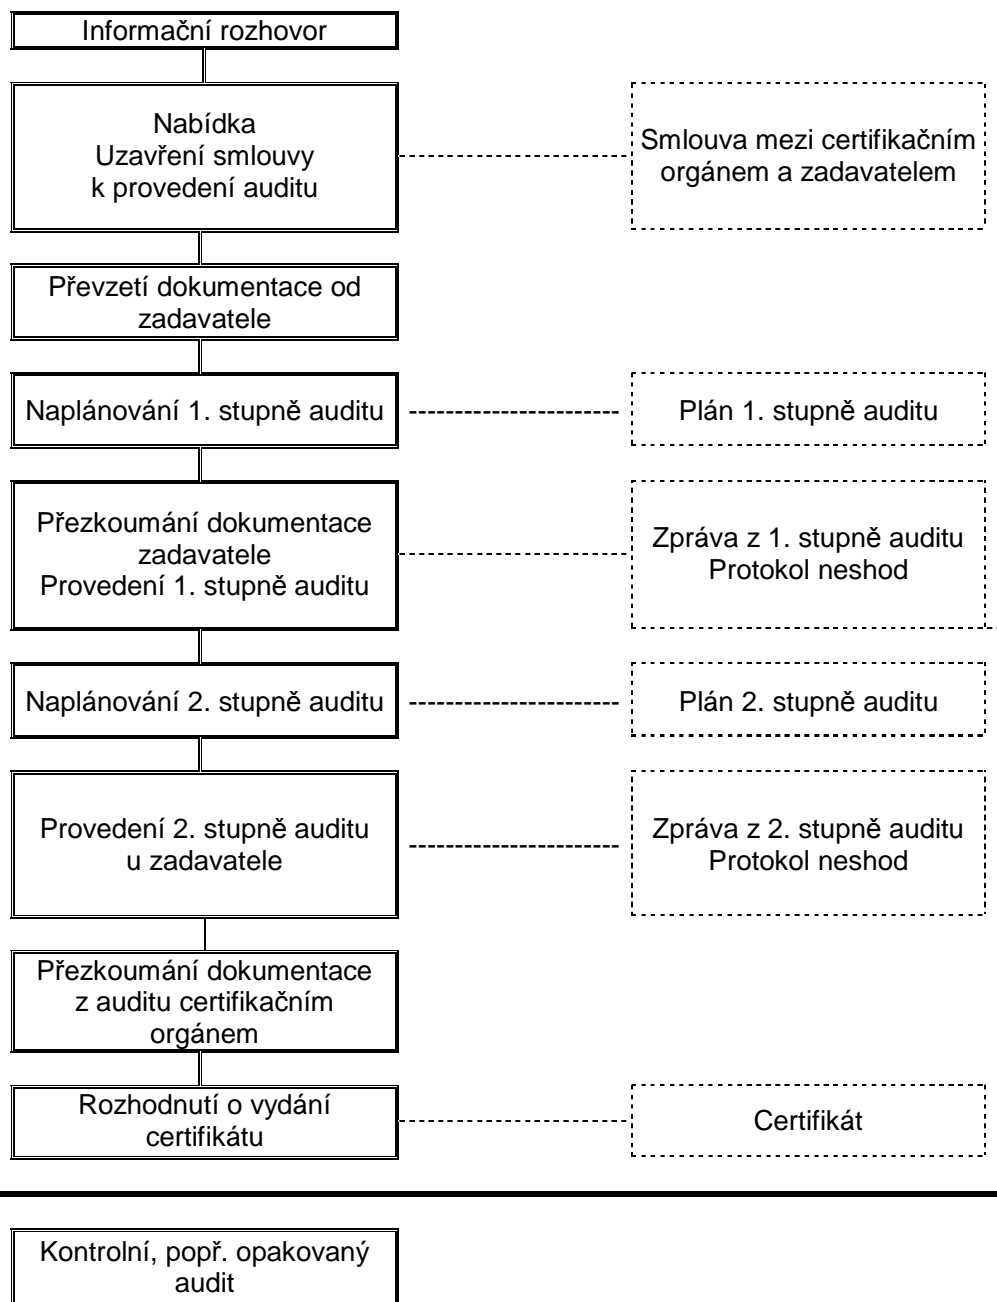 Informační rozhovor
Nabídka
Uzavření smlouvy
k provedení auditu
Smlouva mezi certifikačním
orgánem a zadavatelem
Převzetí dokumentace od
zadavatele
Naplánování 1. stupně auditu
Plán 1. stupně auditu
Přezkoumání dokumentace
zadavatele
Provedení 1. stupně auditu
Zpráva z 1. stupně auditu
Protokol neshod
Naplánování 2. stupně auditu
Plán 2. stupně auditu
Provedení 2. stupně auditu
u zadavatele
Zpráva z 2. stupně auditu
Protokol neshod
Přezkoumání dokumentace
z auditu certifikačním
orgánem
Rozhodnutí o vydání
certifikátu
Certifikát
Kontrolní, popř. opakovaný
audit